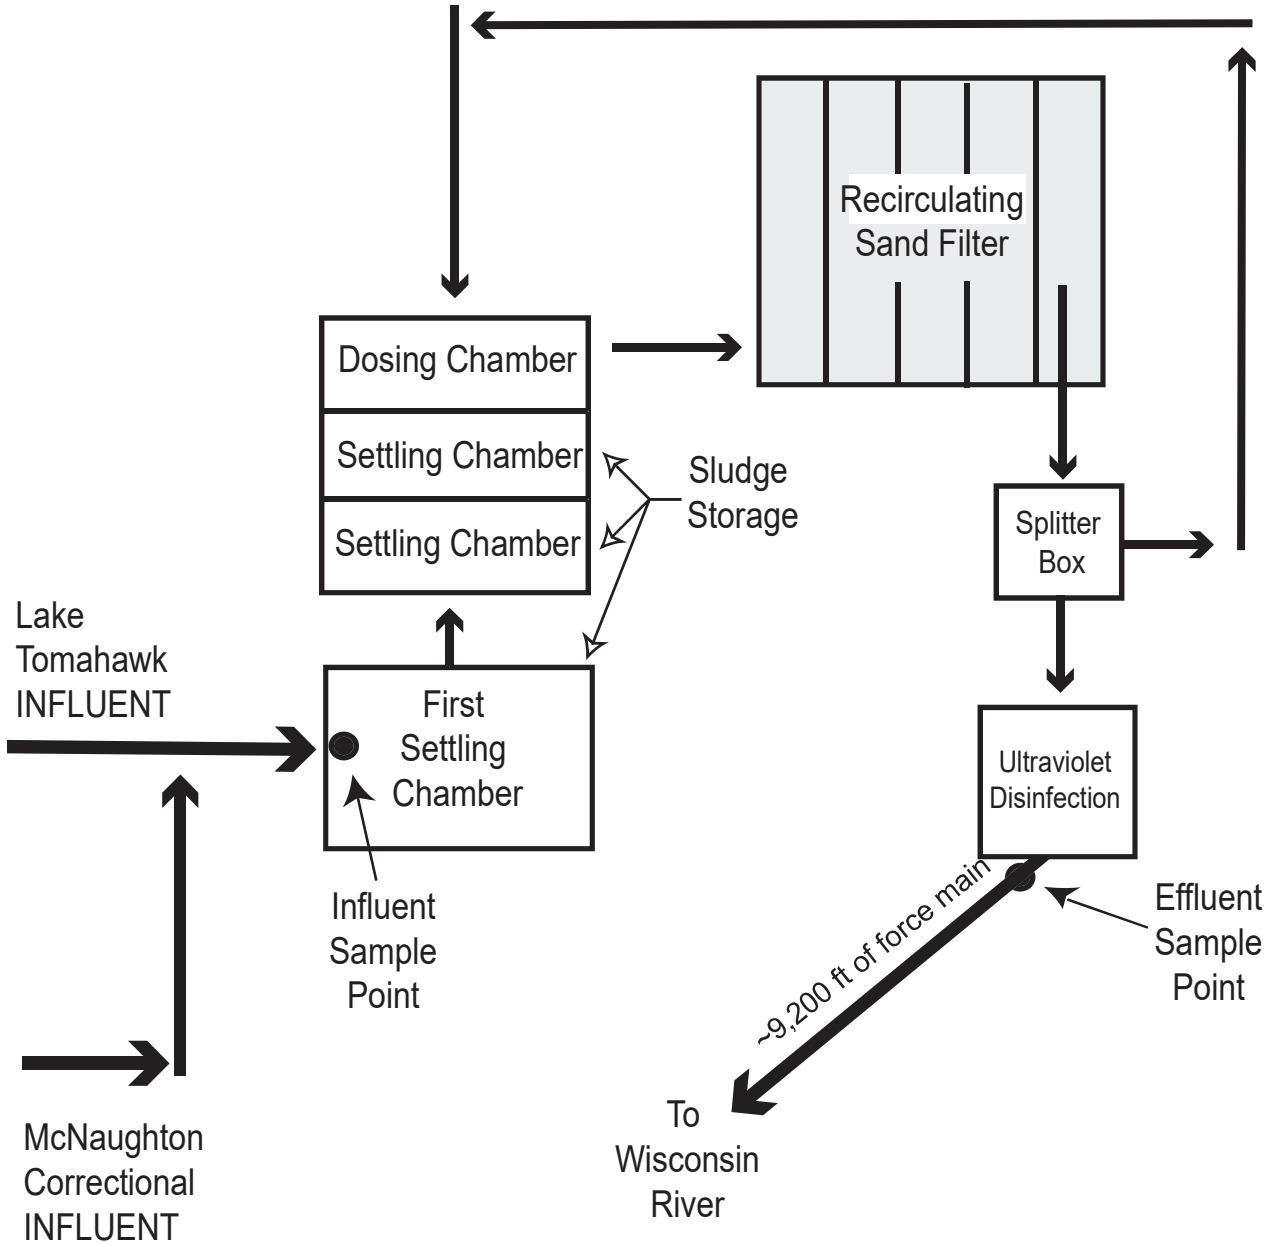 Recirculating
Sand Filter
Dosing Chamber
Settling Chamber
Settling Chamber
Sludge
Storage
Splitter
Box
Lake
Tomahawk
INFLUENT
First
Settling
Chamber
Ultraviolet
Disinfection
Influent
Sample
Point
~9,200 ft of force main
Effluent
Sample
Point
To
Wisconsin
River
McNaughton
Correctional
INFLUENT